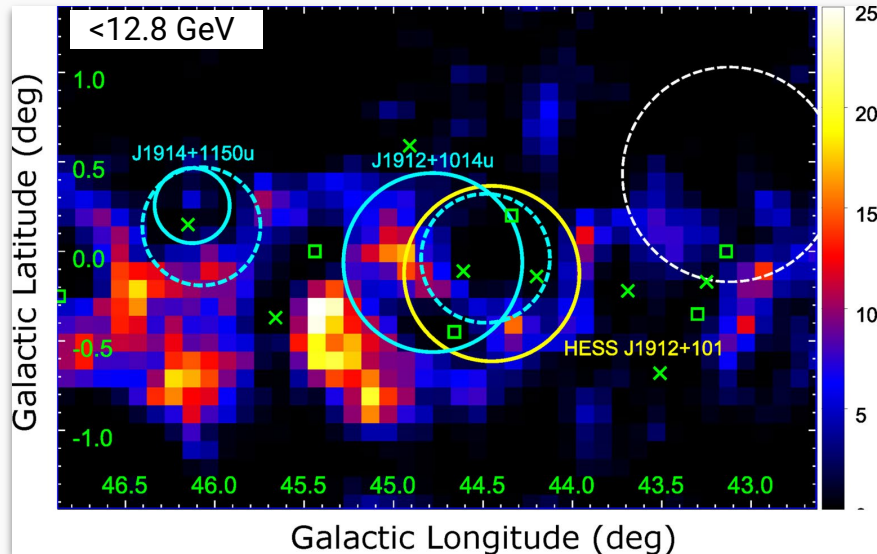 <12.8 GeV
25
1.0
J1914+1150u
J1912+1014u
20
0.5
15
0.0
10
-0.5
HESS J1912+101
5
-1.0
46.5 46.0 45.5 45.0 44.5 44.0 43.5 43.0
Galactic Latitude (deg)
Galactic Longitude (deg)